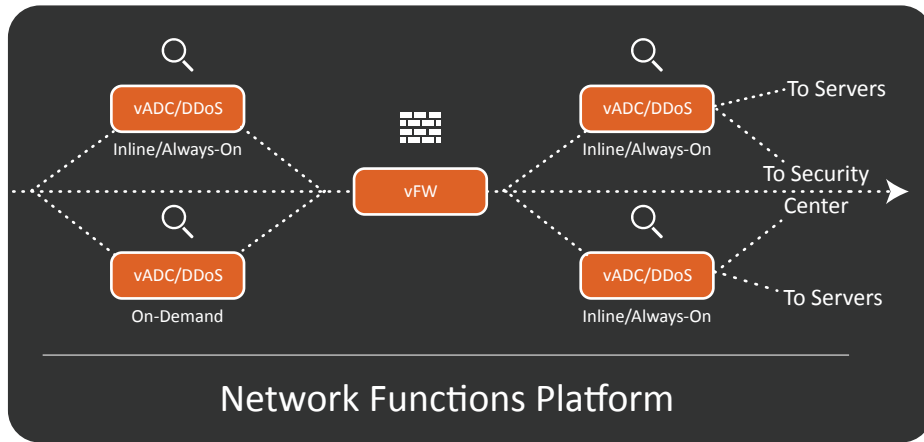 vADC/DDoS
Inline/Always-On
vADC/DDoS
On-Demand
vFW
vADC/DDoS
Inline/Always-On
To Servers
To Security
Center
vADC/DDoS
Inline/Always-On
To Servers
Network Functions Platform